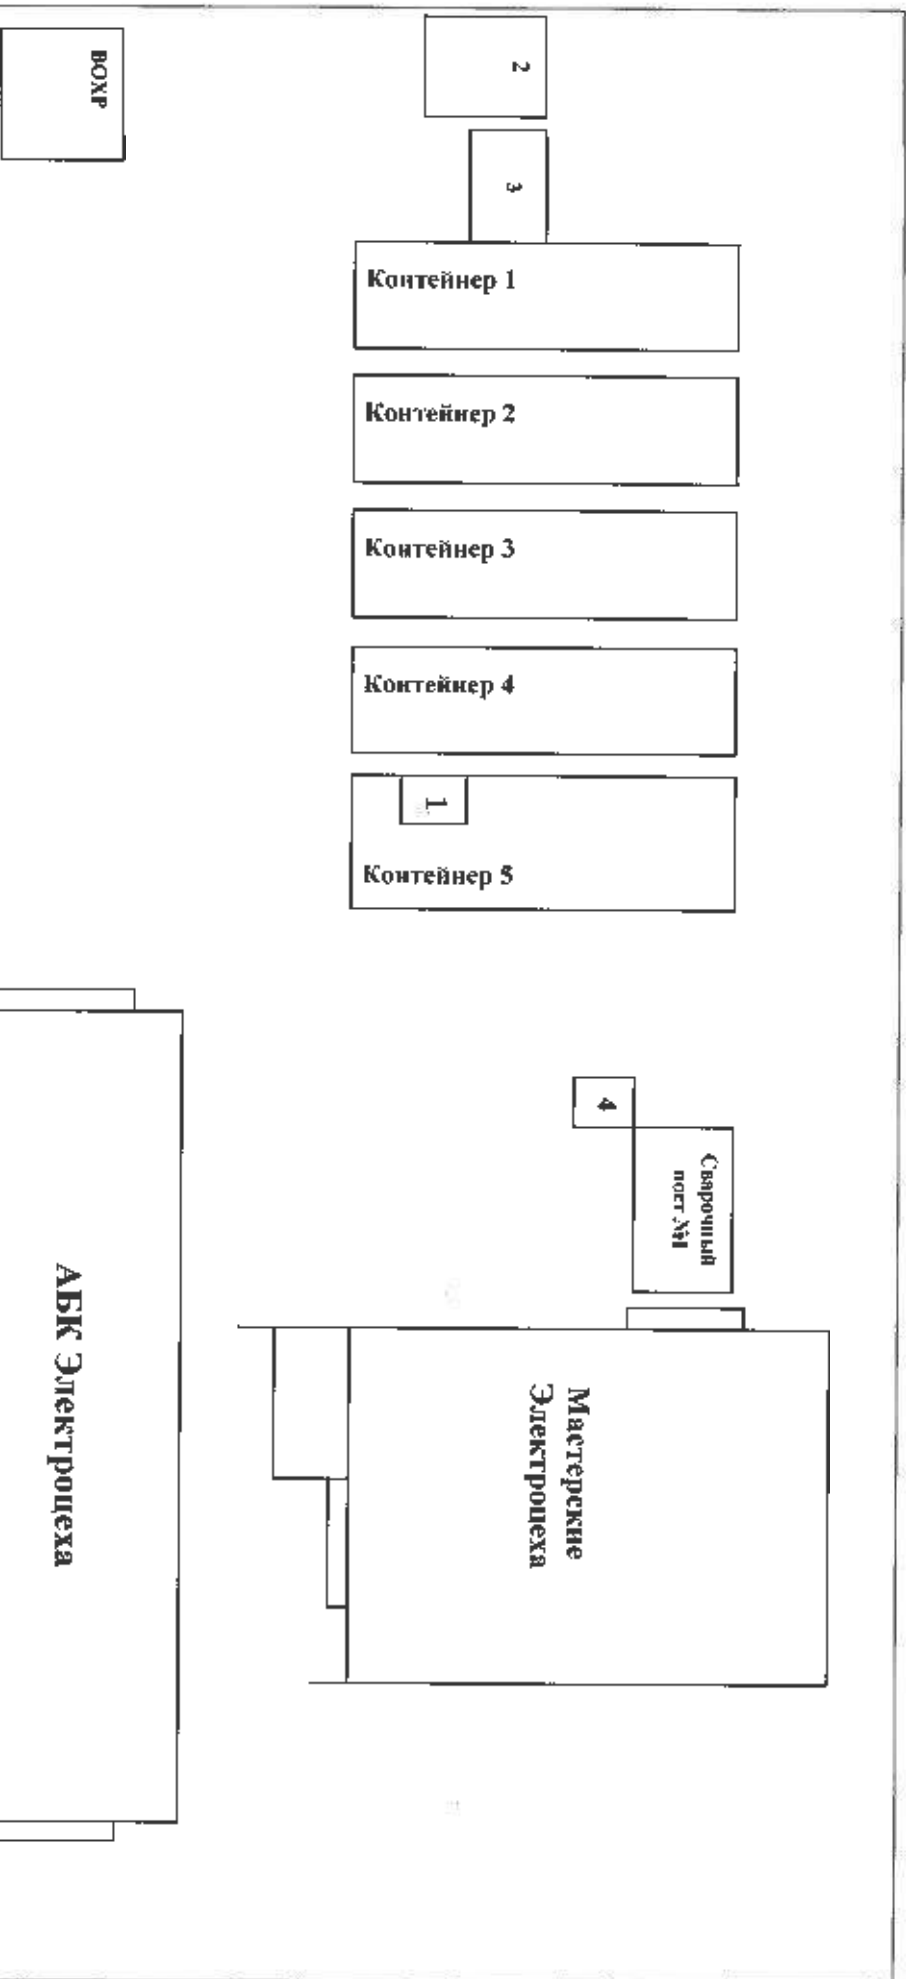 ВОХР
2
3
Контейнер 1
Контейнер 2
Контейнер 3
Контейнер 4
1
Контейнер 5
4
Сварочный
пост №1
Мастерские
Электроцеха
АБК Электроцеха